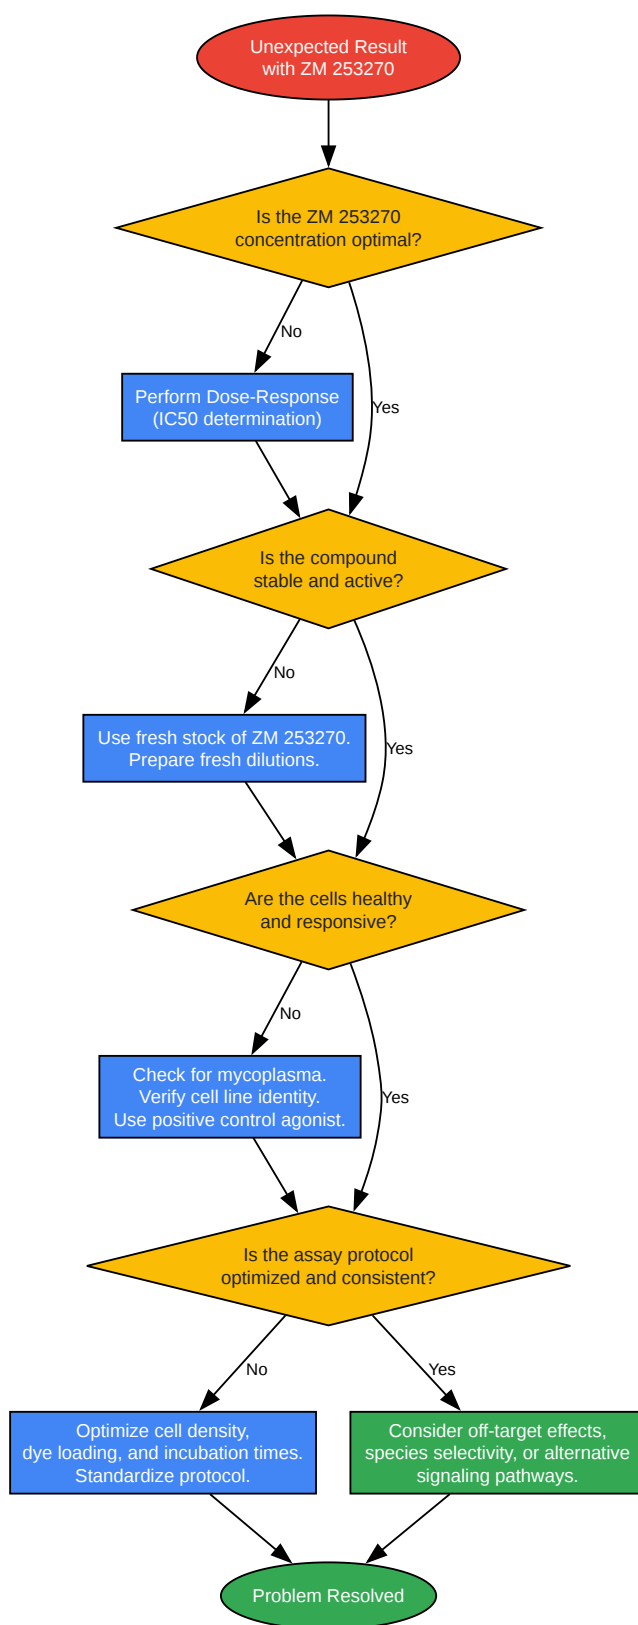 Unexpected Result
with ZM 253270
Is the ZM 253270
concentration optimal?
No
Yes
Perform Dose-Response
(IC50 determination)
Is the compound
stable and active?
No
Yes
Use fresh stock of ZM 253270.
Prepare fresh dilutions.
Are the cells healthy
and responsive?
No
Yes
Check for mycoplasma.
Verify cell line identity.
Use positive control agonist.
Is the assay protocol
optimized and consistent?
No
Yes
Optimize cell density,
dye loading, and incubation times.
Standardize protocol.
Consider off-target effects,
species selectivity, or alternative
signaling pathways.
Problem Resolved